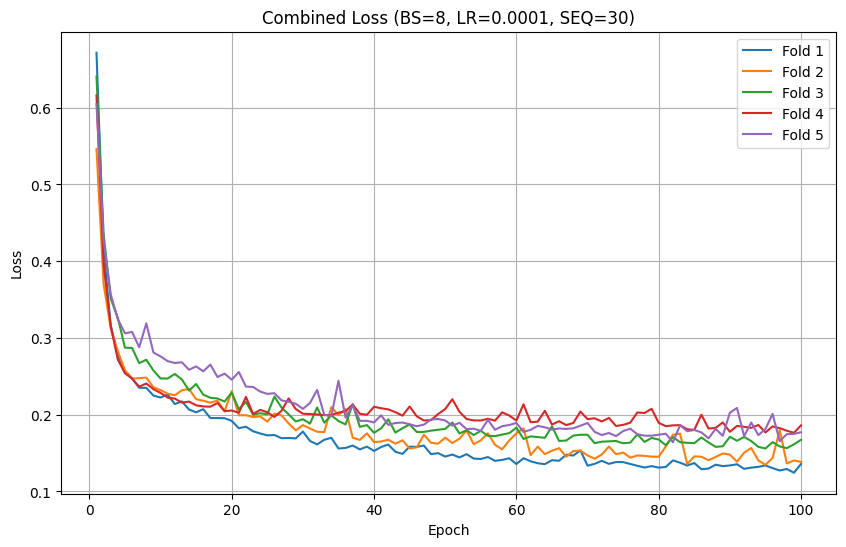 Combined Loss (BS=8, LR=0.0001, SEQ=30)
Fold 1
Fold 2
Fold 3
Fold 4
Fold 5
Loss
0.6
0.5
0.4
0.3
0.2
0.1
0 20 40 60 80 100
Epoch